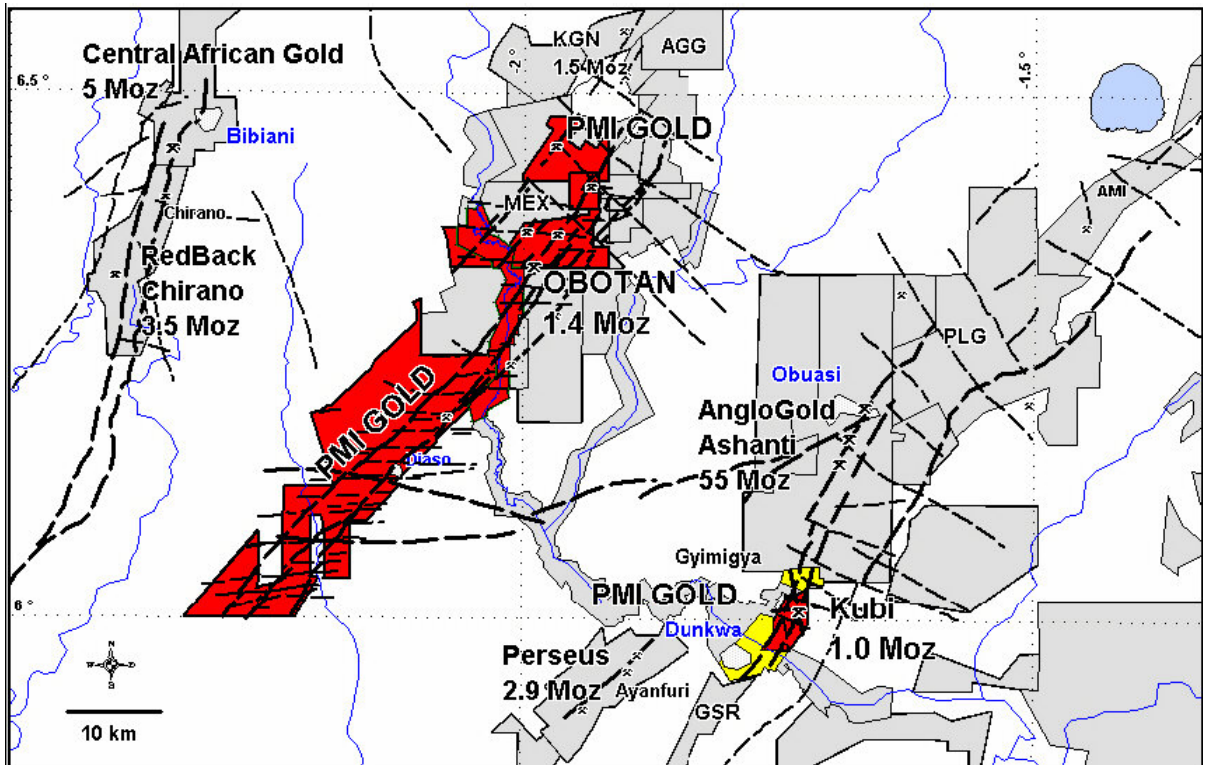 KGN
1.5 Moz
AGG
-2 °
-1.5 °
Central African Gold
5 Moz
6.5 °
Bibiani
PMI GOLD
AMI
MEX
Chirano
RedBack
Chirano
3.5 Moz
OBOTAN
1.4 Moz
PLG
Obuasi
PMI GOLD
AngloGold
Ashanti
55 Moz
Diaso
Gyimigya
PMI GOLD
Kubi
1.0 Moz
6 °
Dunkwa
Perseus
2.9 Moz
Ayanfuri
GSR
N
10 km